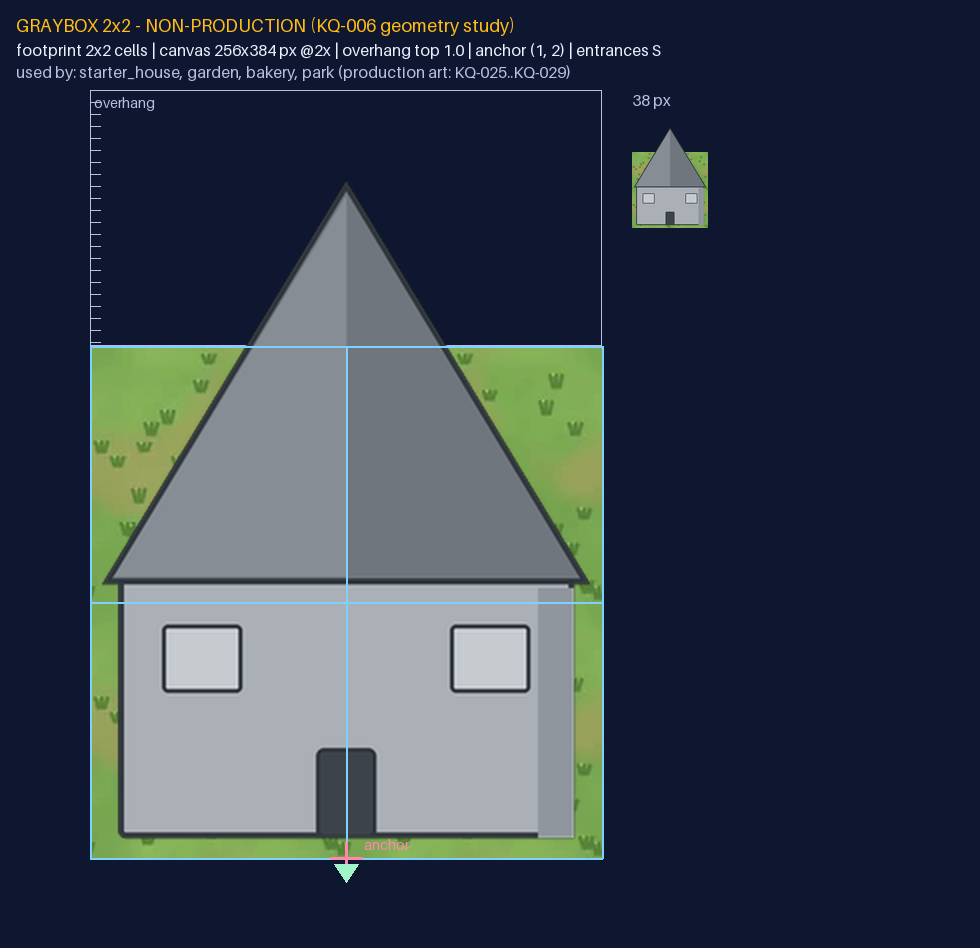 GRAYBOX 2x2 - NON-PRODUCTION (KQ-006 geometry study)
footprint 2x2 cells | canvas 256x384 px @2x | overhang top 1.0 | anchor (1, 2) | entrances S
used by: starter_house, garden, bakery, park (production art: KQ-025..KQ-029)
overhang
38 px
anchor